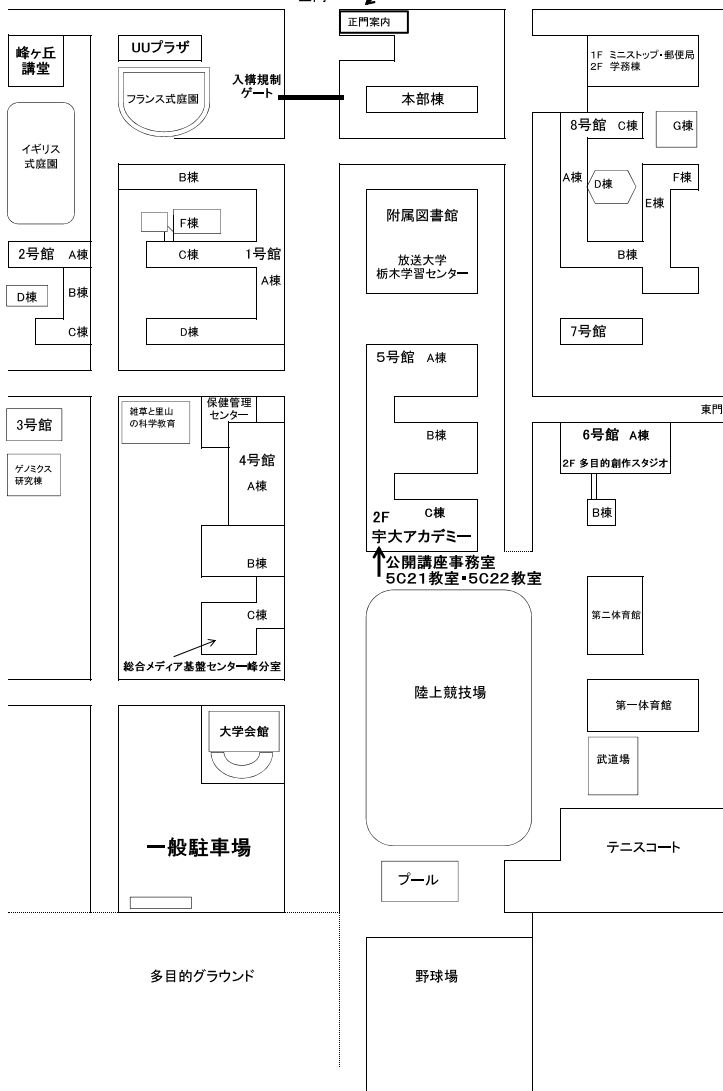 正門案内
峰ヶ丘
講堂
UUプラザ
1F ミニストップ・郵便局
2F 学務棟
フランス式庭園
入構規制
ゲート
本部棟
8号館 C棟
G棟
イギリス
式庭園
B棟
A棟
D棟
F棟
E棟
F棟
附属図書館
2号館 A棟
C棟
1号館
B棟
放送大学
栃木学習センター
A棟
D棟
B棟
C棟
D棟
7号館
5号館 A棟
雑草と里山
の科学教育
保健管理
センター
東門
3号館
B棟
6号館 A棟
4号館
2F 多目的創作スタジオ
ゲノミクス
研究棟
A棟
2F
C棟
B棟
宇大アカデミー
B棟
公開講座事務室
5C21教室・5C22教室
C棟
第二体育館
総合メディア基盤センター峰分室
陸上競技場
第一体育館
大学会館
武道場
一般駐車場
テニスコート
プール
多目的グラウンド
野球場